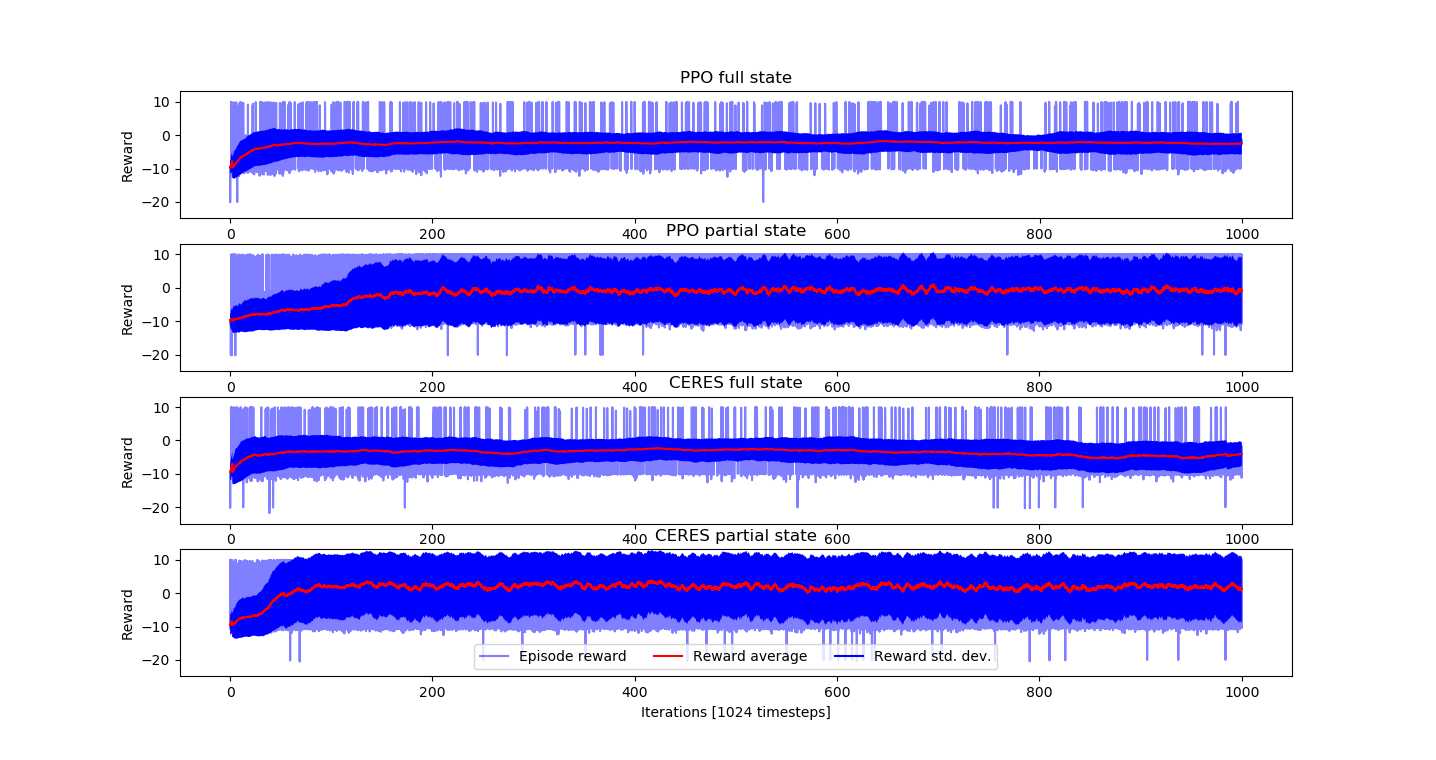 PPO full state
10
0
−10
−20
Reward
0 200 400 600 800 1000
PPO partial state
10
0
−10
−20
Reward
0 200 400 600 800 1000
CERES full state
10
0
−10
−20
Reward
0 200 400 600 800 1000
CERES partial state
10
0
−10
−20
Reward
Episode reward Reward average Reward std. dev.
0 200 400 600 800 1000
Iterations [1024 timesteps]